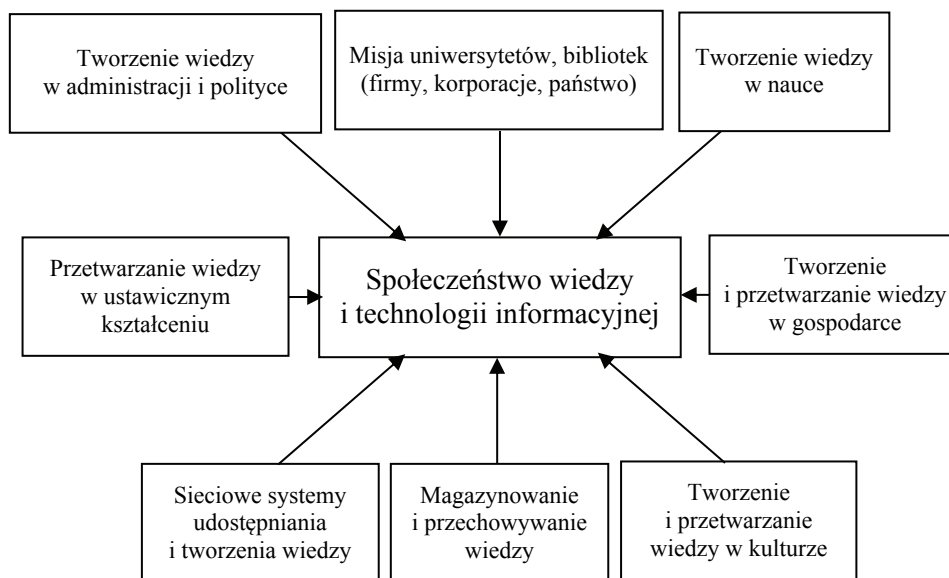 Tworzenie wiedzy
w administracji i polityce
Misja uniwersytetów, bibliotek
(firmy, korporacje, państwo)
Tworzenie wiedzy
w nauce
Przetwarzanie wiedzy
w ustawicznym
kształceniu
Społeczeństwo wiedzy
i technologii informacyjnej
Tworzenie
i przetwarzanie wiedzy
w gospodarce
Sieciowe systemy
udostępniania
i tworzenia wiedzy
Magazynowanie
i przechowywanie
wiedzy
Tworzenie
i przetwarzanie
wiedzy w kulturze